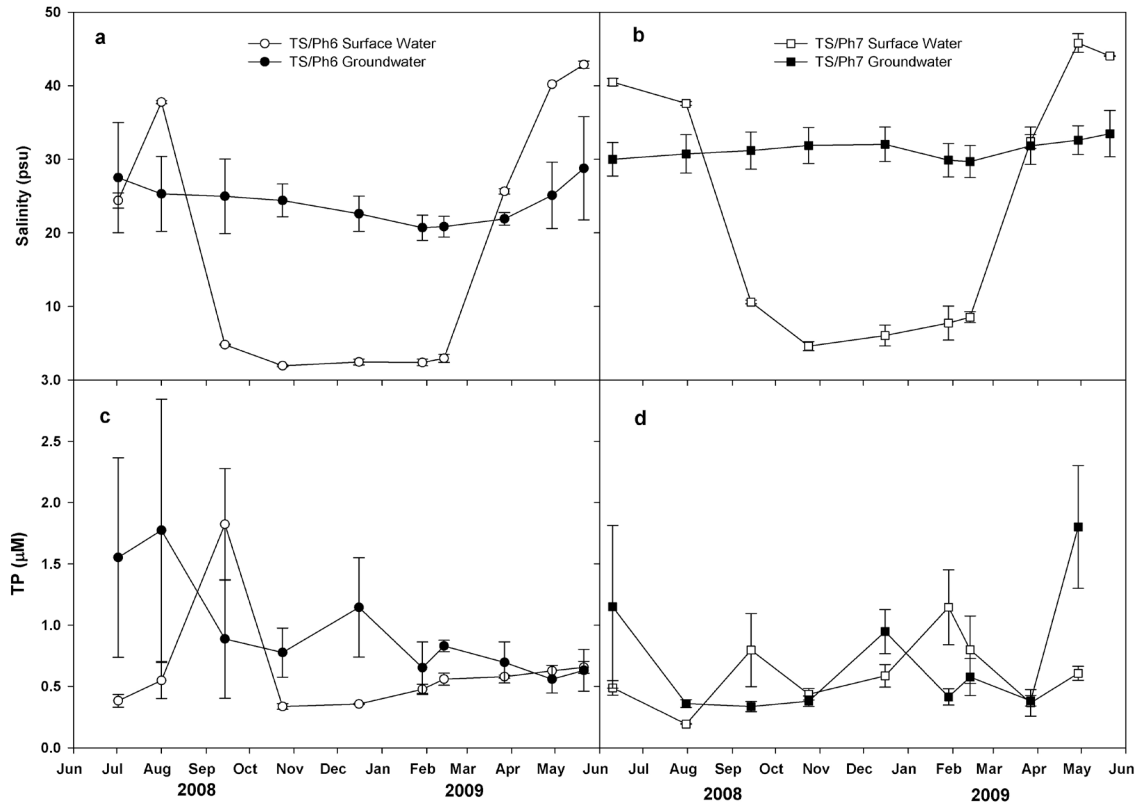 50
40
30
20
10
3.0
Salinity (psu)
a
TS/Ph6 Surface Water
TS/Ph6 Groundwater
b
TS/Ph7 Surface Water
TS/Ph7 Groundwater
2.5
2.0
1.5
1.0
0.5
0.0
TP (μM)
c
d
Jun Jul Aug Sep Oct Nov Dec Jan Feb Mar Apr May Jun Jul Aug Sep Oct Nov Dec Jan Feb Mar Apr May Jun
2008 2009 2008 2009